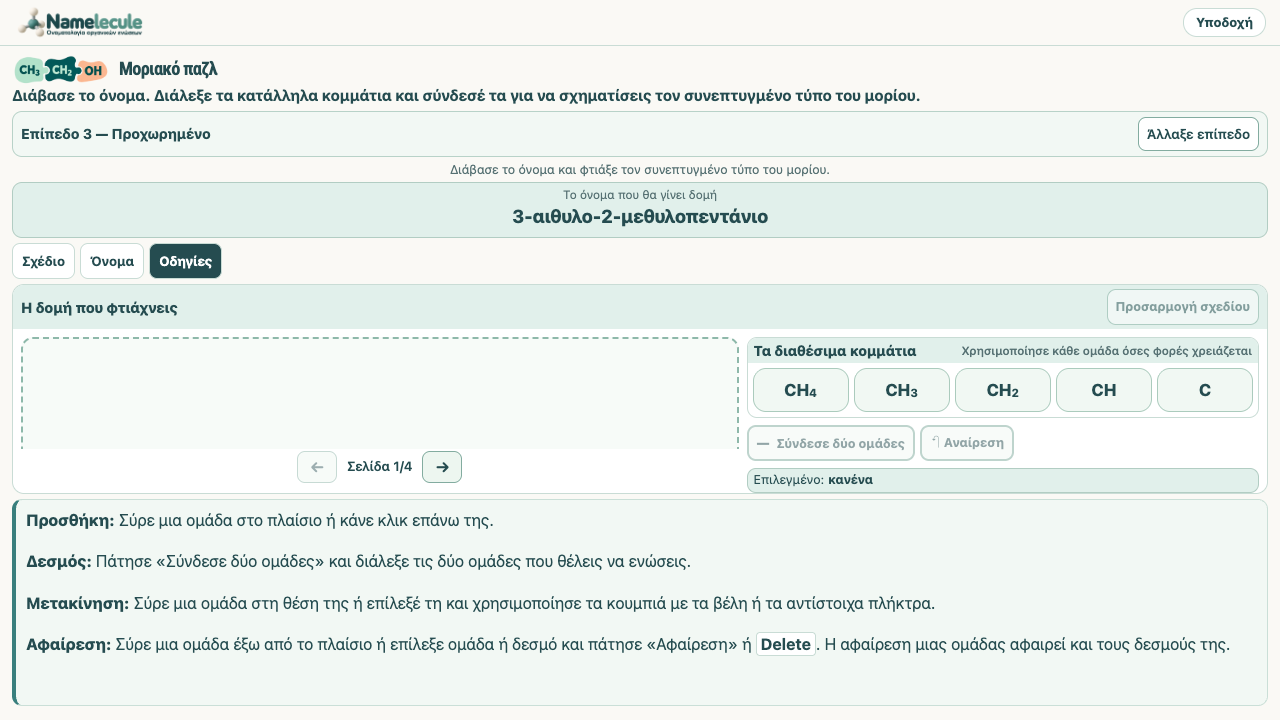 Namelecule
Ονοματολογία οργανικών ενώσεων
Υποδοχή
CH₃ CH₂ OH Μοριακό παζλ
Διάβασε το όνομα. Διάλεξε τα κατάλληλα κομμάτια και σύνδεσέ τα για να σχηματίσεις τον συνεπτυγμένο τύπο του μορίου.
Επίπεδο 3 — Προχωρημένο
Άλλαξε επίπεδο
Διάβασε το όνομα και φτιάξε τον συνεπτυγμένο τύπο του μορίου.
Το όνομα που θα γίνει δομή
3-αιθυλο-2-μεθυλοπεντάνιο
Σχέδιο Όνομα Οδηγίες
Η δομή που φτιάχνεις
Προσαρμογή σχεδίου
Τα διαθέσιμα κομμάτια
Χρησιμοποίησε κάθε ομάδα όσες φορές χρειάζεται
CH₄ CH₃ CH₂ CH C
— Σύνδεσε δύο ομάδες
Αναίρεση
← Σελίδα 1/4 →
Επιλεγμένο: κανένα
Προσθήκη: Σύρε μια ομάδα στο πλαίσιο ή κάνε κλικ επάνω της.
Δεσμός: Πάτησε «Σύνδεσε δύο ομάδες» και διάλεξε τις δύο ομάδες που θέλεις να ενώσεις.
Μετακίνηση: Σύρε μια ομάδα στη θέση της ή επίλεξέ τη και χρησιμοποίησε τα κουμπιά με τα βέλη ή τα αντίστοιχα πλήκτρα.
Αφαίρεση: Σύρε μια ομάδα έξω από το πλαίσιο ή επίλεξε ομάδα ή δεσμό και πάτησε «Αφαίρεση» ή Delete. Η αφαίρεση μιας ομάδας αφαιρεί και τους δεσμούς της.